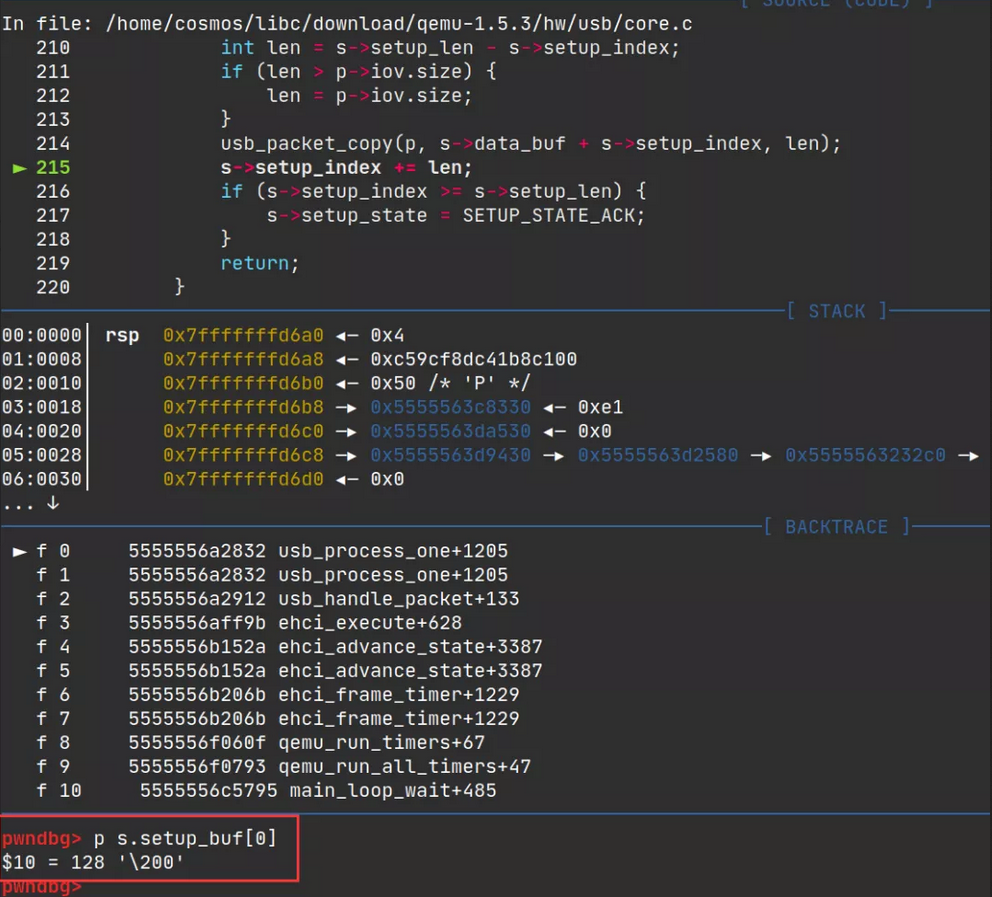 [ SOURCE (CODE) ]
In file: /home/cosmos/libc/download/qemu-1.5.3/hw/usb/core.c
210 int len = s->setup_len - s->setup_index;
211 if (len > p->iov.size) {
212 len = p->iov.size;
213 }
214 usb_packet_copy(p, s->data_buf + s->setup_index, len);
► 215 s->setup_index += len;
216 if (s->setup_index >= s->setup_len) {
217 s->setup_state = SETUP_STATE_ACK;
218 }
219 return;
220 }
[ STACK ]
00:0000│ rsp 0x7fffffffd6a0 ◂— 0x4
01:0008│ 0x7fffffffd6a8 ◂— 0xc59cf8dc41b8c100
02:0010│ 0x7fffffffd6b0 ◂— 0x50 /* 'P' */
03:0018│ 0x7fffffffd6b8 —▸ 0x5555563c8330 ◂— 0xe1
04:0020│ 0x7fffffffd6c0 —▸ 0x5555563da530 ◂— 0x0
05:0028│ 0x7fffffffd6c8 —▸ 0x5555563d9430 —▸ 0x5555563d2580 —▸ 0x5555563232c0 —▸
06:0030│ 0x7fffffffd6d0 ◂— 0x0
... ↓
[ BACKTRACE ]
► f 0 5555556a2832 usb_process_one+1205
f 1 5555556a2832 usb_process_one+1205
f 2 5555556a2912 usb_handle_packet+133
f 3 5555556aff9b ehci_execute+628
f 4 5555556b152a ehci_advance_state+3387
f 5 5555556b152a ehci_advance_state+3387
f 6 5555556b206b ehci_frame_timer+1229
f 7 5555556b206b ehci_frame_timer+1229
f 8 5555556f060f qemu_run_timers+67
f 9 5555556f0793 qemu_run_all_timers+47
f 10 5555556c5795 main_loop_wait+485
pwndbg> p s.setup_buf[0]
$10 = 128 '\200'
pwndbg>